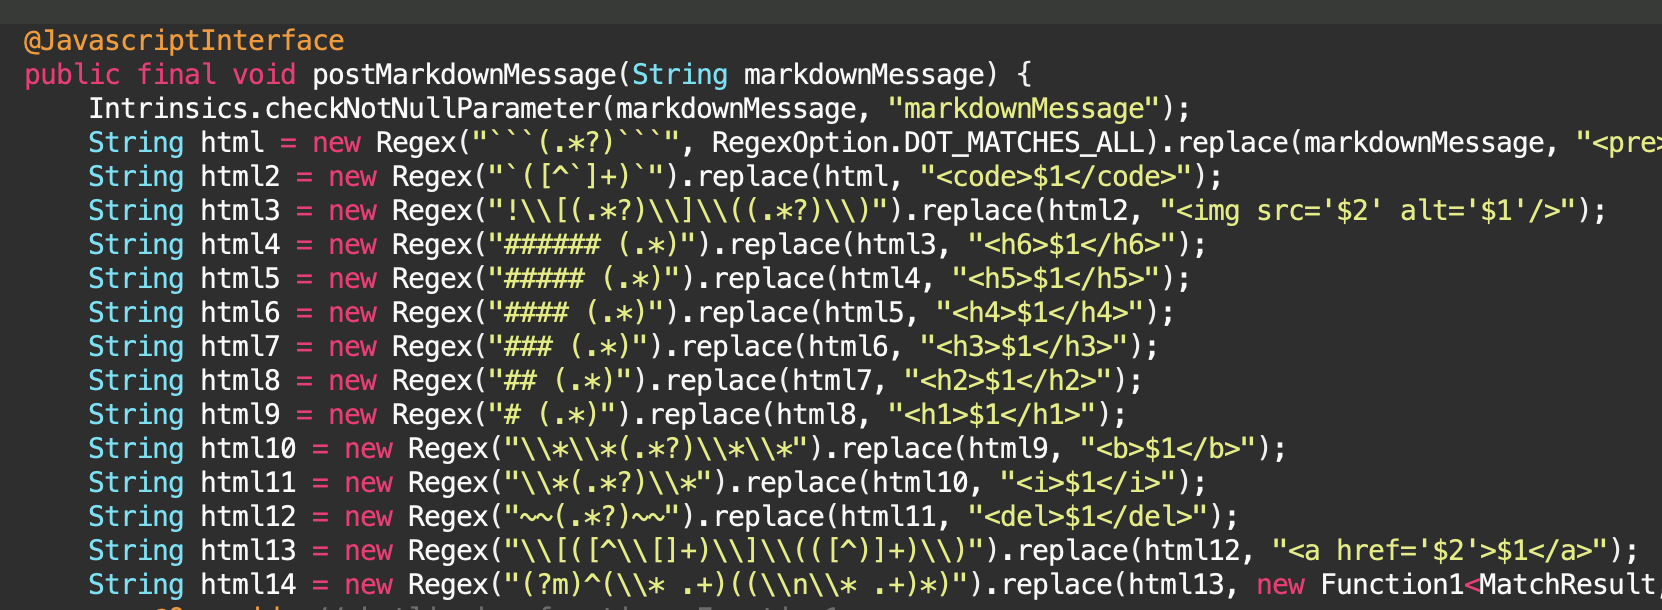 @JavascriptInterface
public final void postMarkdownMessage(String markdownMessage) {
    Intrinsics.checkNotNullParameter(markdownMessage, "markdownMessage");
    String html = new Regex("```(.*?)```", RegexOption.DOT_MATCHES_ALL).replace(markdownMessage, "<pre>
    String html2 = new Regex("`([^`]+)`").replace(html, "<code>$1</code>");
    String html3 = new Regex("!\\[(.*?)\\]\\((.*?)\\)").replace(html2, "<img src='$2' alt='$1'/>");
    String html4 = new Regex("###### (.*)").replace(html3, "<h6>$1</h6>");
    String html5 = new Regex("##### (.*)").replace(html4, "<h5>$1</h5>");
    String html6 = new Regex("#### (.*)").replace(html5, "<h4>$1</h4>");
    String html7 = new Regex("### (.*)").replace(html6, "<h3>$1</h3>");
    String html8 = new Regex("## (.*)").replace(html7, "<h2>$1</h2>");
    String html9 = new Regex("# (.*)").replace(html8, "<h1>$1</h1>");
    String html10 = new Regex("\\*\\*(.*?)\\*\\*").replace(html9, "<b>$1</b>");
    String html11 = new Regex("\\*(.*?)\\*").replace(html10, "<i>$1</i>");
    String html12 = new Regex("~~(.*?)~~").replace(html11, "<del>$1</del>");
    String html13 = new Regex("\\[([^\\[]+)\\]\\(([^)]+)\\)").replace(html12, "<a href='$2'>$1</a>");
    String html14 = new Regex("(?m)^(\\* .+)((\\n\\* .+)*)").replace(html13, new Function1<MatchResult,